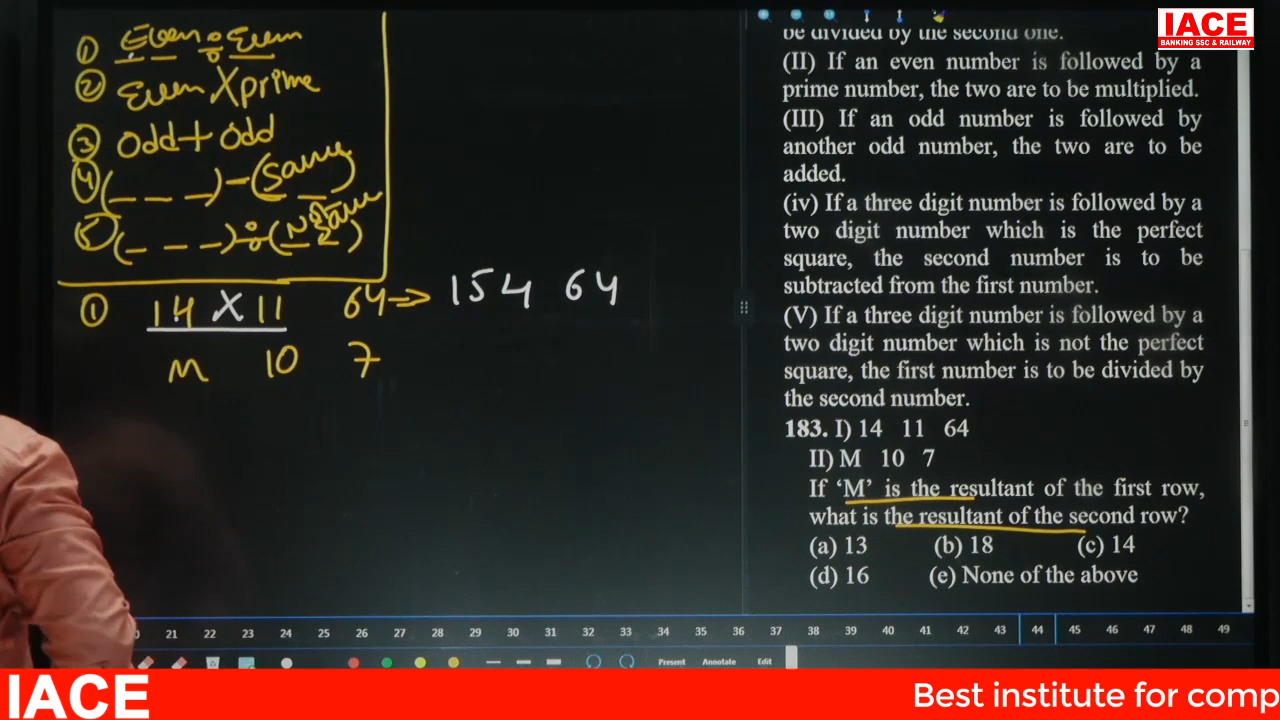 ① Even ÷ Even
② Even X prime
③ Odd + Odd
④ (_ _ _) - (Same)
⑤ (_ _ _) ÷ (Not Same)
① 14 X 11 64 => 154 64
M 10 7
be divided by the second one.
(II) If an even number is followed by a
prime number, the two are to be multiplied.
(III) If an odd number is followed by
another odd number, the two are to be
added.
(iv) If a three digit number is followed by a
two digit number which is the perfect
square, the second number is to be
subtracted from the first number.
(V) If a three digit number is followed by a
two digit number which is not the perfect
square, the first number is to be divided by
the second number.
183. I) 14 11 64
II) M 10 7
If ‘M’ is the resultant of the first row,
what is the resultant of the second row?
(a) 13 (b) 18 (c) 14
(d) 16 (e) None of the above
21 22 23 24 25 26 27 28 29 30 31 32 33 34 35 36 37 38 39 40 41 42 43 44 45 46 47 48 49
Present Annotate Edit
IACE
BANKING SSC & RAILWAY
IACE
Best institute for comp